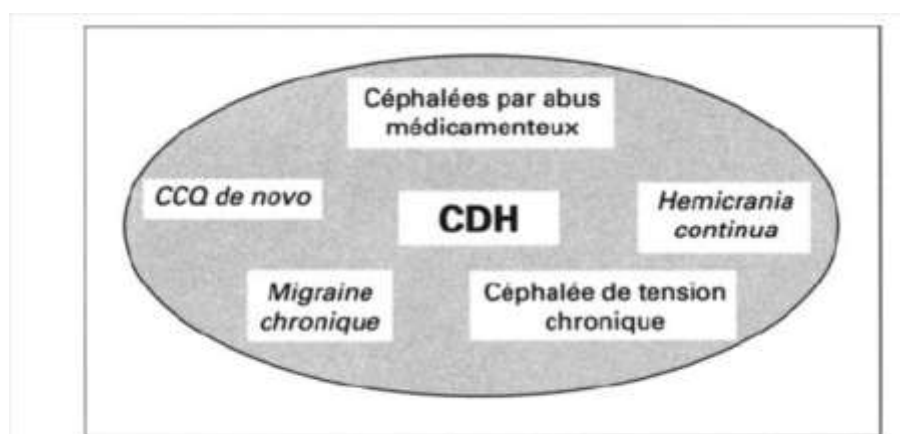 Céphalées par abus
médicamenteux
CCQ de novo
CDH
Hemicrania
continua
Migraine
chronique
Céphalée de tension
chronique